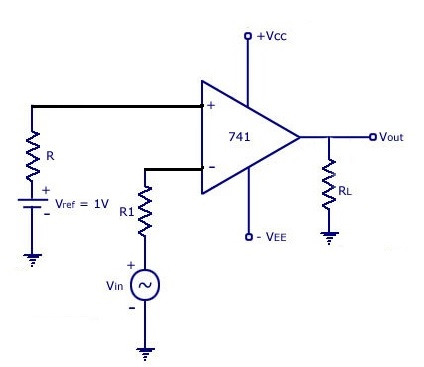 +Vcc
+
741
Vout
R
-
+
Vref = 1V
-
R1
RL
+
Vin
-
- VEE